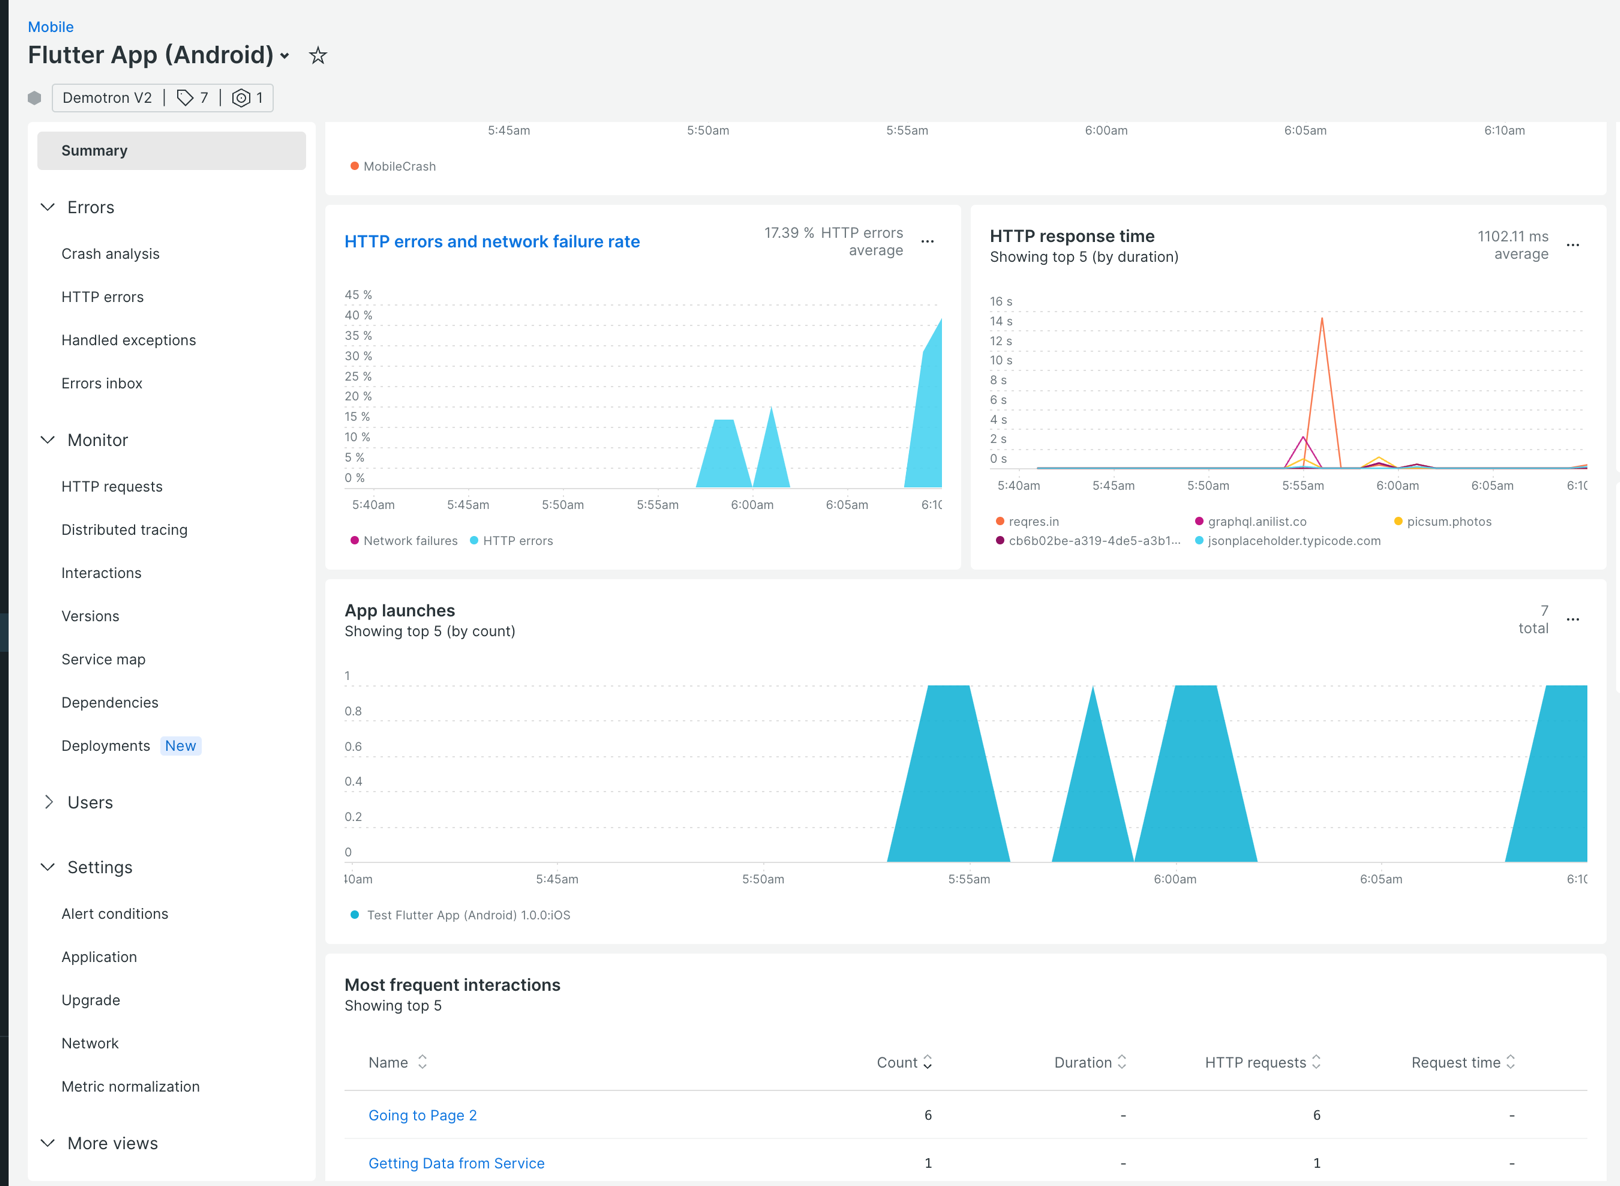 Mobile
Flutter App (Android)
Demotron V2 | 7 | 1
Summary
Errors
Crash analysis
HTTP errors
Handled exceptions
Errors inbox
Monitor
HTTP requests
Distributed tracing
Interactions
Versions
Service map
Dependencies
Deployments New
Users
Settings
Alert conditions
Application
Upgrade
Network
Metric normalization
More views
5:45am 5:50am 5:55am 6:00am 6:05am 6:10am
MobileCrash
HTTP errors and network failure rate
17.39 % HTTP errors
average
...
45 %
40 %
35 %
30 %
25 %
20 %
15 %
10 %
5 %
0 %
5:40am 5:45am 5:50am 5:55am 6:00am 6:05am 6:10
Network failures HTTP errors
HTTP response time
Showing top 5 (by duration)
1102.11 ms
average
...
16 s
14 s
12 s
10 s
8 s
6 s
4 s
2 s
0 s
5:40am 5:45am 5:50am 5:55am 6:00am 6:05am 6:10
reqres.in graphql.anilist.co picsum.photos
cb6b02be-a319-4de5-a3b1... jsonplaceholder.typicode.com
App launches
Showing top 5 (by count)
7
total
...
1
0.8
0.6
0.4
0.2
0
40am 5:45am 5:50am 5:55am 6:00am 6:05am 6:10
Test Flutter App (Android) 1.0.0:iOS
Most frequent interactions
Showing top 5
Name Count Duration HTTP requests Request time
Going to Page 2 6 - 6 -
Getting Data from Service 1 - 1 -